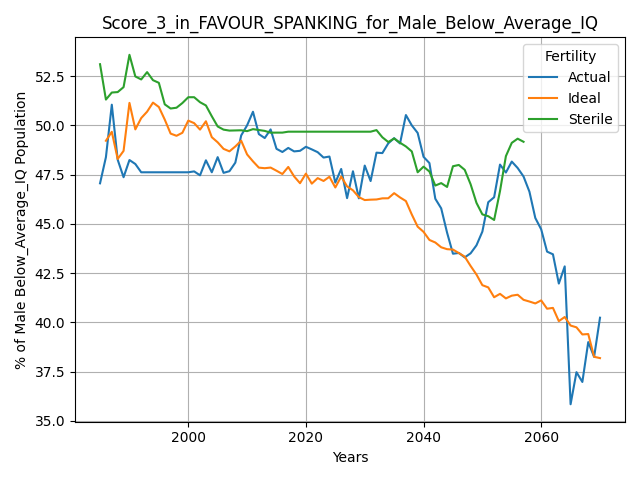 Score_3_in_FAVOUR_SPANKING_for_Male_Below_Average_IQ
Fertility
Actual
Ideal
Sterile
% of Male Below_Average_IQ Population
52.5
50.0
47.5
45.0
42.5
40.0
37.5
35.0
2000
2020
2040
2060
Years